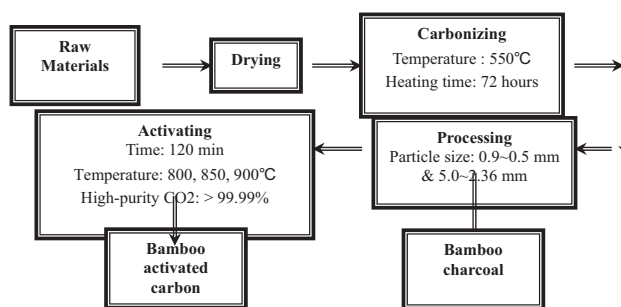 Raw
Materials
Drying
Carbonizing
Temperature : 550℃
Heating time: 72 hours
Activating
Time: 120 min
Temperature: 800, 850, 900℃
High-purity CO2: > 99.99%
Processing
Particle size: 0.9~0.5 mm
& 5.0~2.36 mm
Bamboo
activated
carbon
Bamboo
charcoal